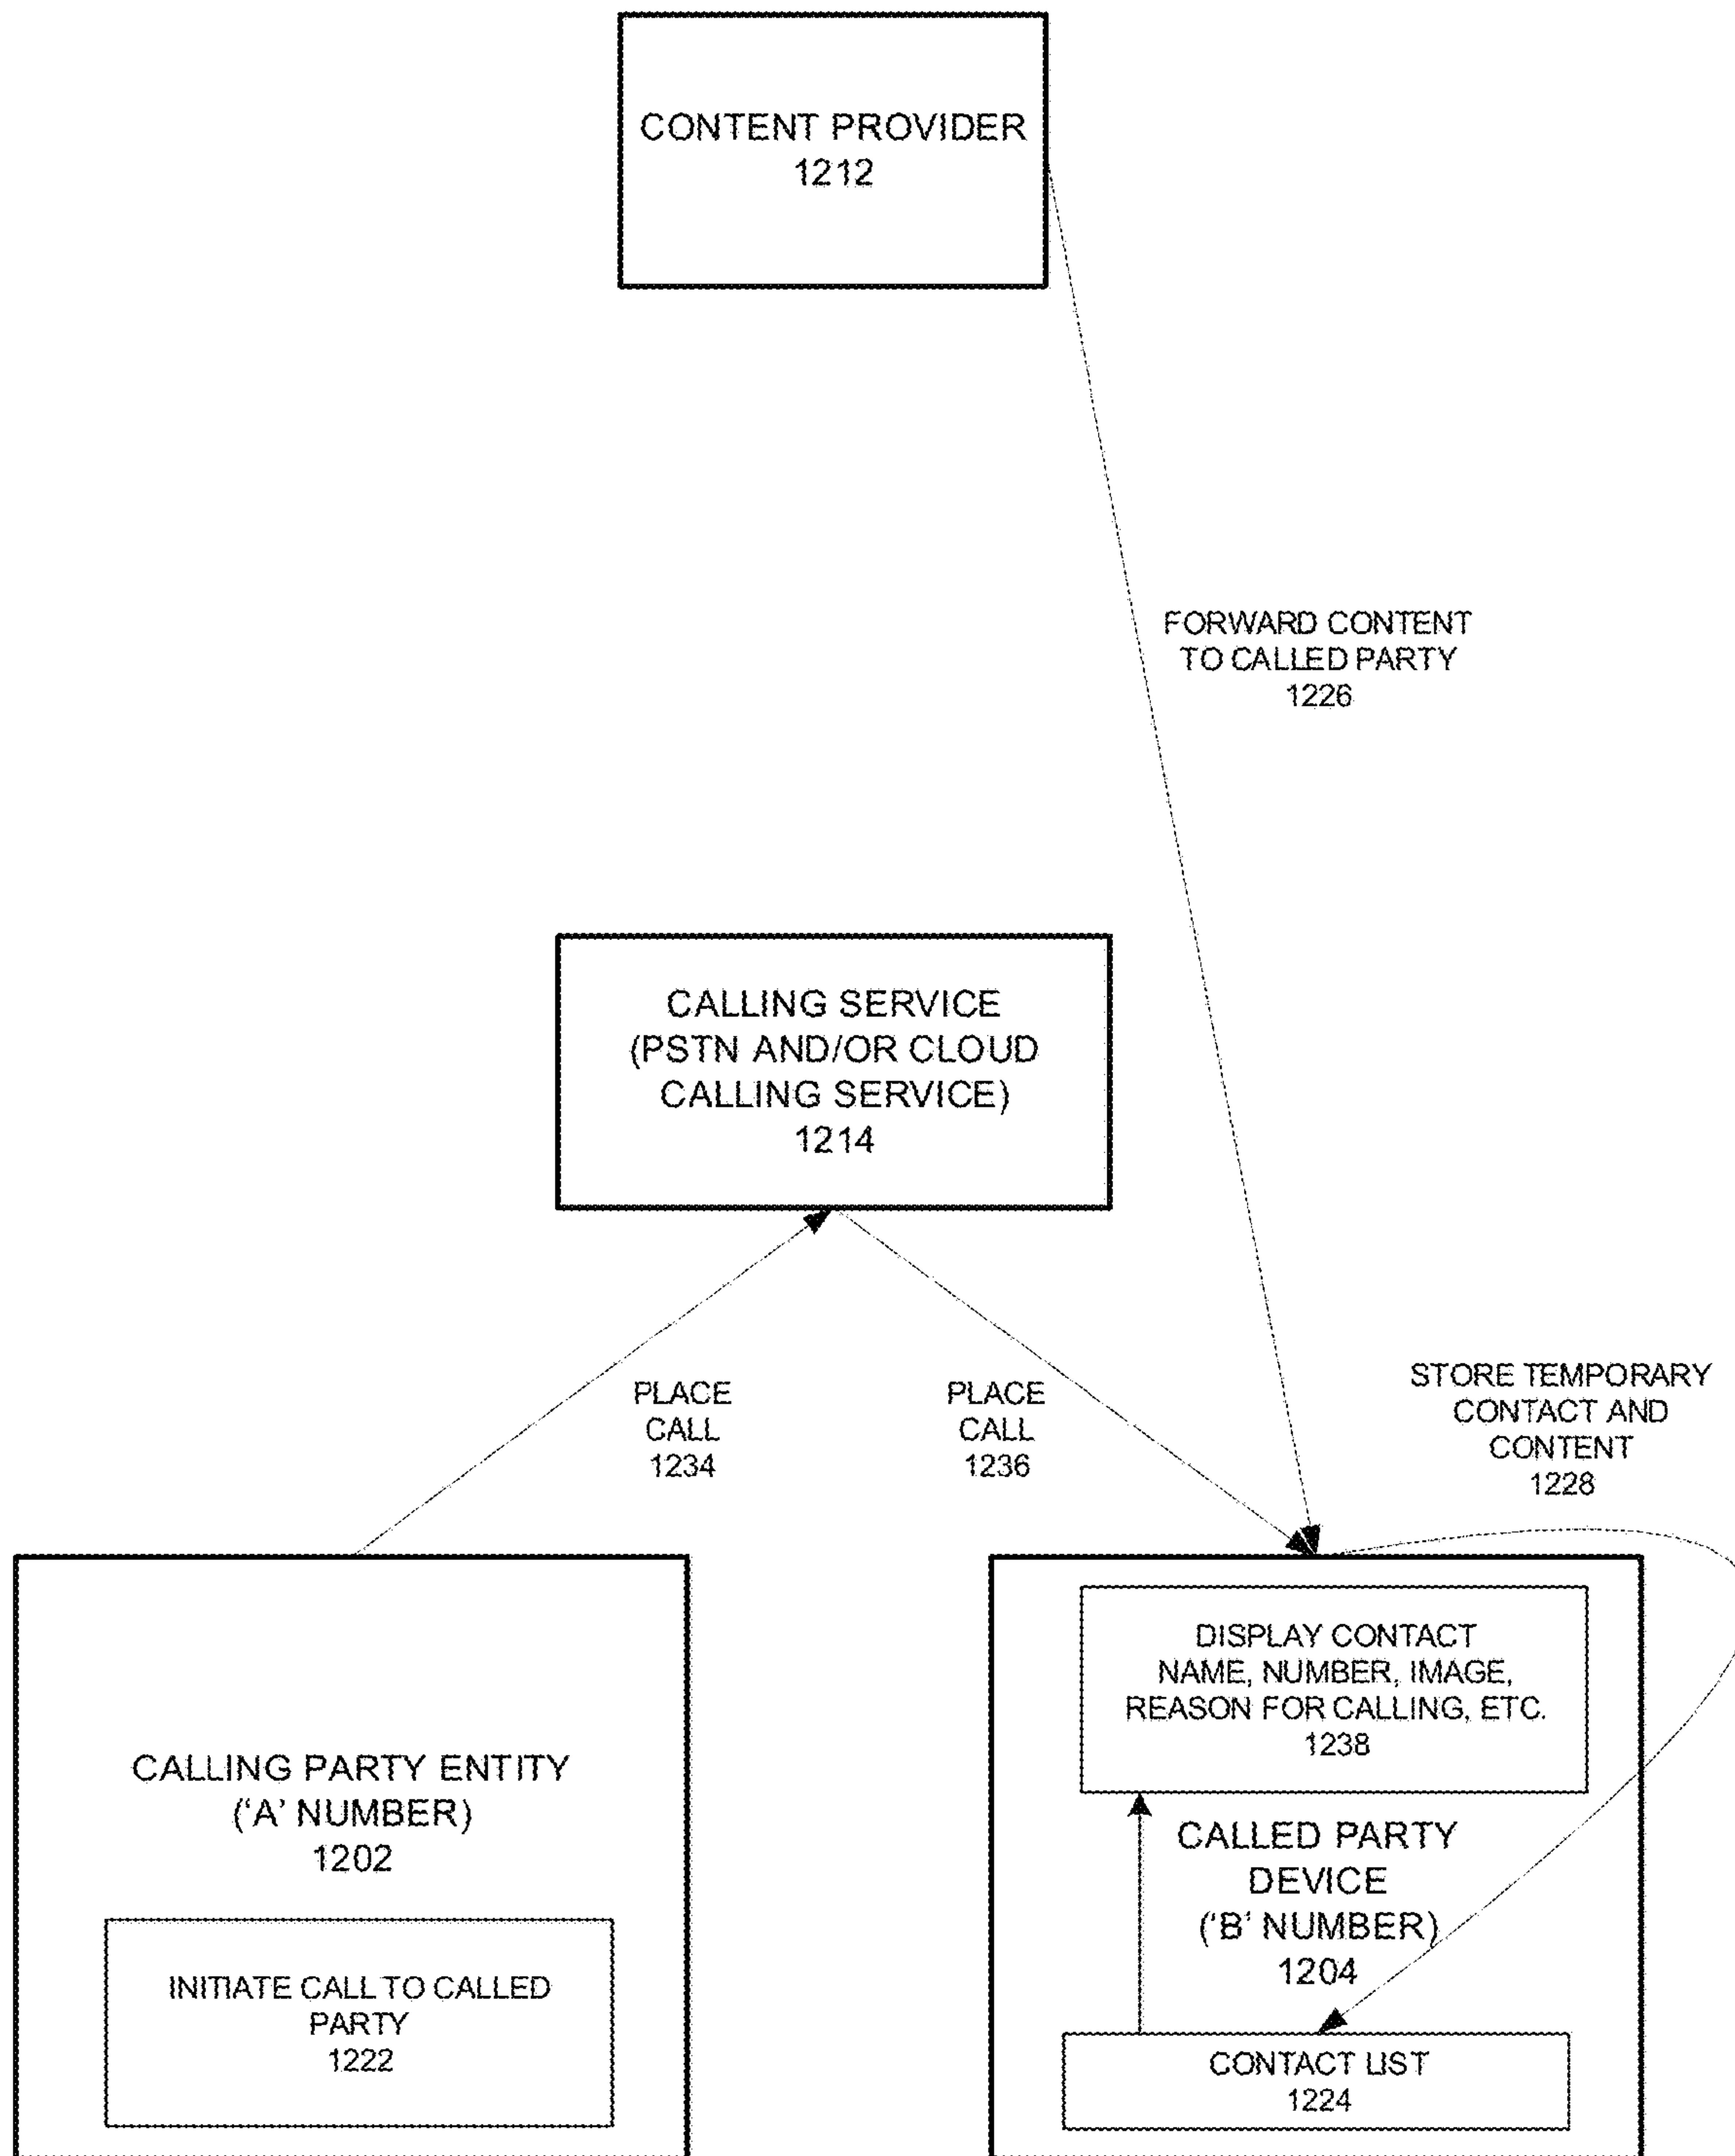 CONTENT PROVIDER
1212
FORWARD CONTENT
TO CALLED PARTY
1226
CALLING SERVICE
(PSTN AND/OR CLOUD
CALLING SERVICE)
1214
PLACE
CALL
1234
PLACE
CALL
1236
STORE TEMPORARY
CONTACT AND
CONTENT
1228
CALLING PARTY ENTITY
('A' NUMBER)
1202
INITIATE CALL TO CALLED
PARTY
1222
DISPLAY CONTACT
NAME, NUMBER, IMAGE,
REASON FOR CALLING, ETC.
1238
CALLED PARTY
DEVICE
('B' NUMBER)
1204
CONTACT LIST
1224